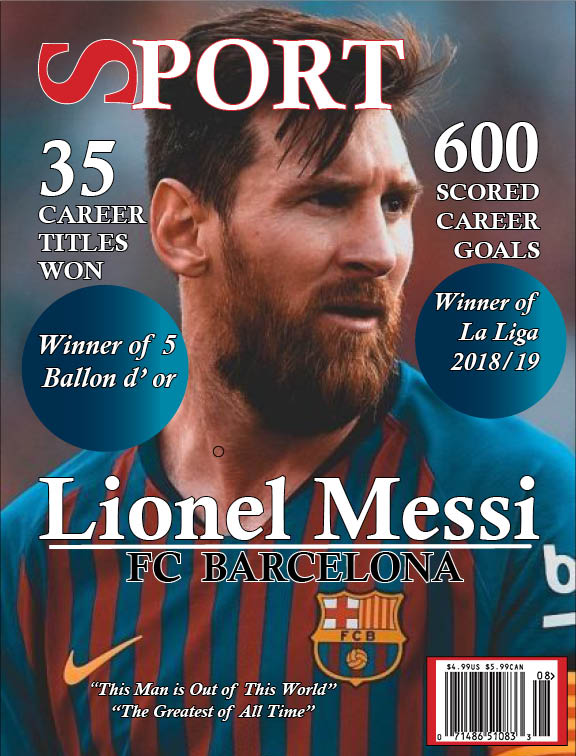 SPORT
35
CAREER
TITLES
WON
600
SCORED
CAREER
GOALS
Winner of 5
Ballon d' or
Winner of
La Liga
2018/19
Lionel Messi
FC BARCELONA
b
FCB
"This Man is Out of This World"
"The Greatest of All Time"
$4.99US $5.99CAN
08>
0 71486 51083 3